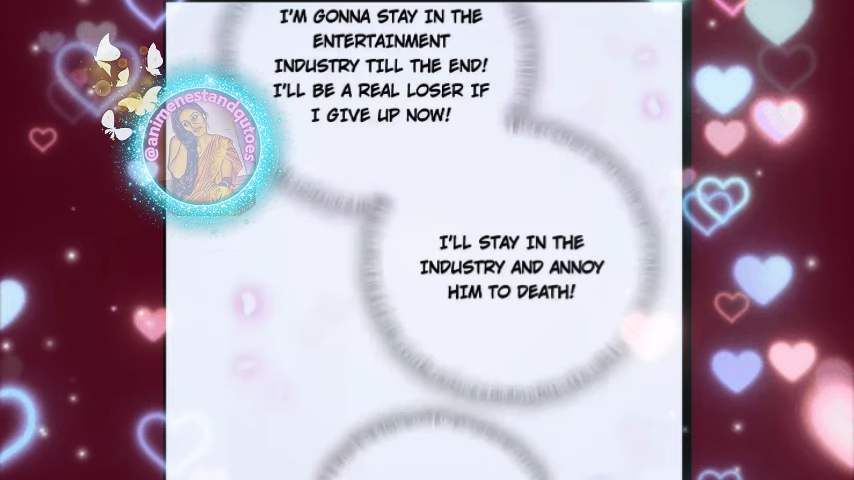 I'M GONNA STAY IN THE
ENTERTAINMENT
INDUSTRY TILL THE END!
I'LL BE A REAL LOSER IF
I GIVE UP NOW!
@animenestandqutoes
I'LL STAY IN THE
INDUSTRY AND ANNOY
HIM TO DEATH!